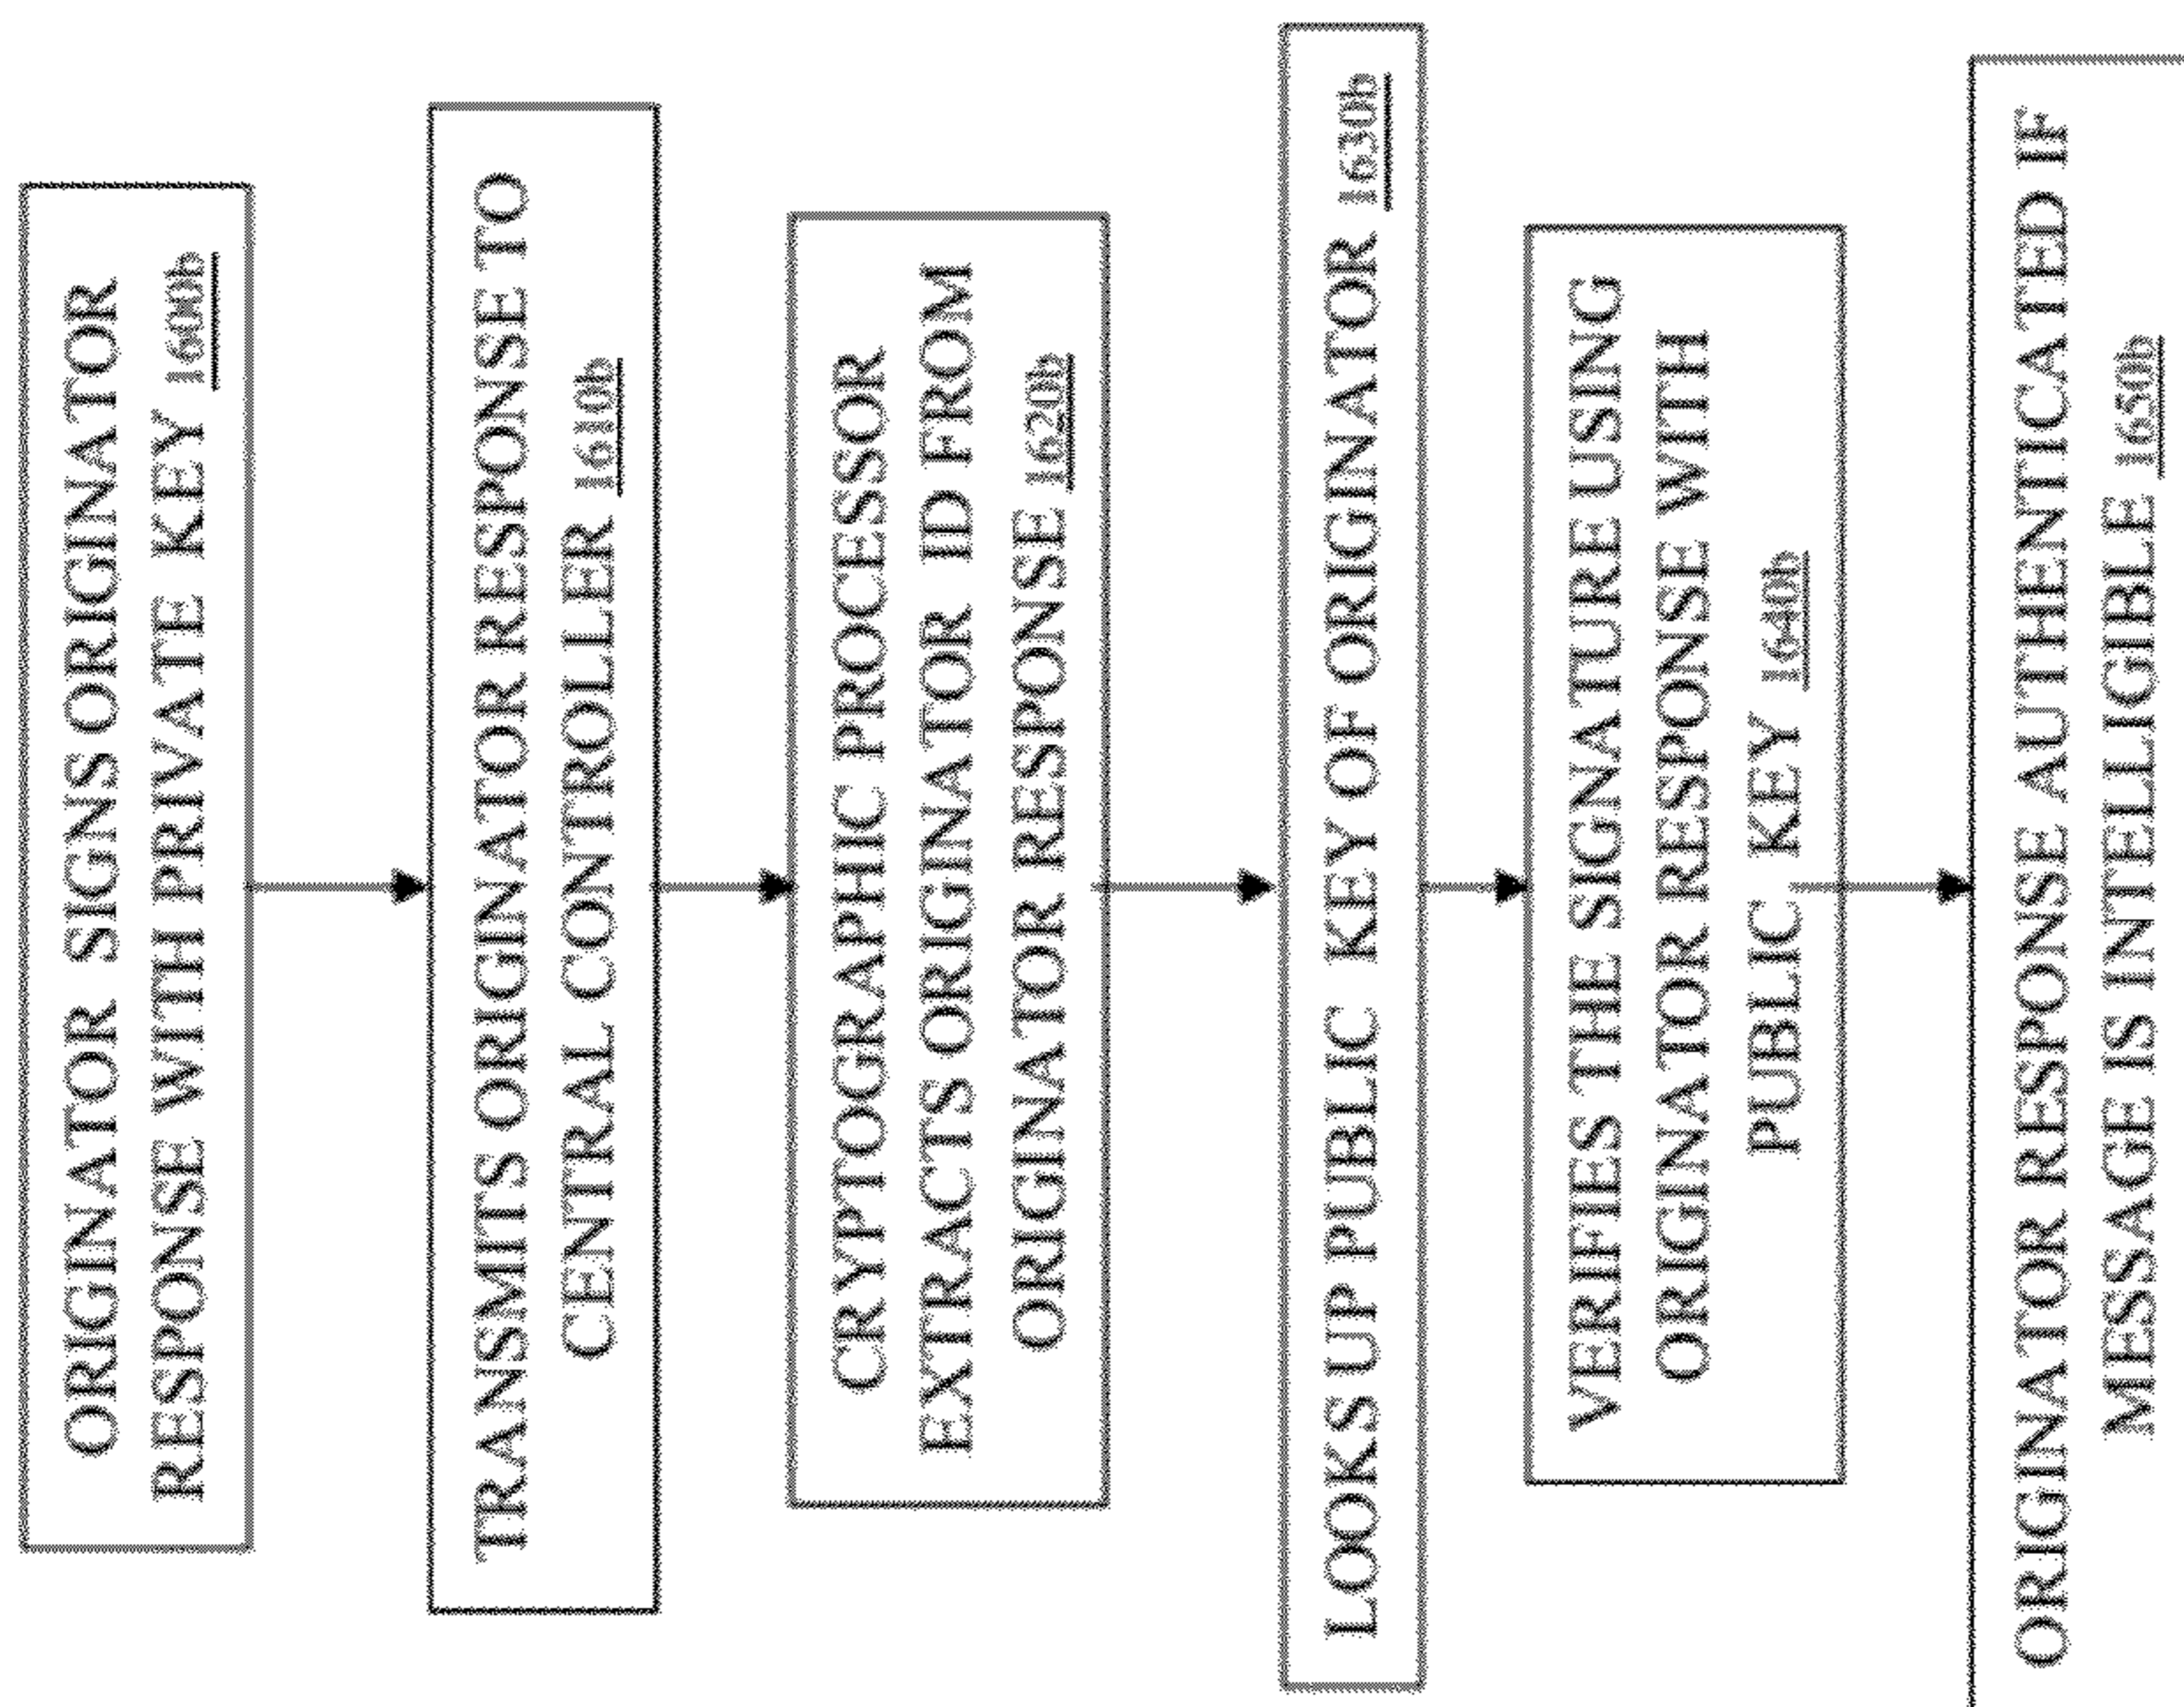 ORIGINATOR SIGNS ORIGINATOR
RESPONSE WITH PRIVATE KEY 1600b
TRANSMITS ORIGINATOR RESPONSE TO
CENTRAL CONTROLLER 1610b
CRYPTOGRAPHIC PROCESSOR
EXTRACTS ORIGINATOR ID FROM
ORIGINATOR RESPONSE 1620b
LOOKS UP PUBLIC KEY OF ORIGINATOR 1630b
VERIFIES THE SIGNATURE USING
ORIGINATOR RESPONSE WITH
PUBLIC KEY 1640b
ORIGINATOR RESPONSE AUTHENTICATED IF
MESSAGE IS INTELLIGIBLE 1650b